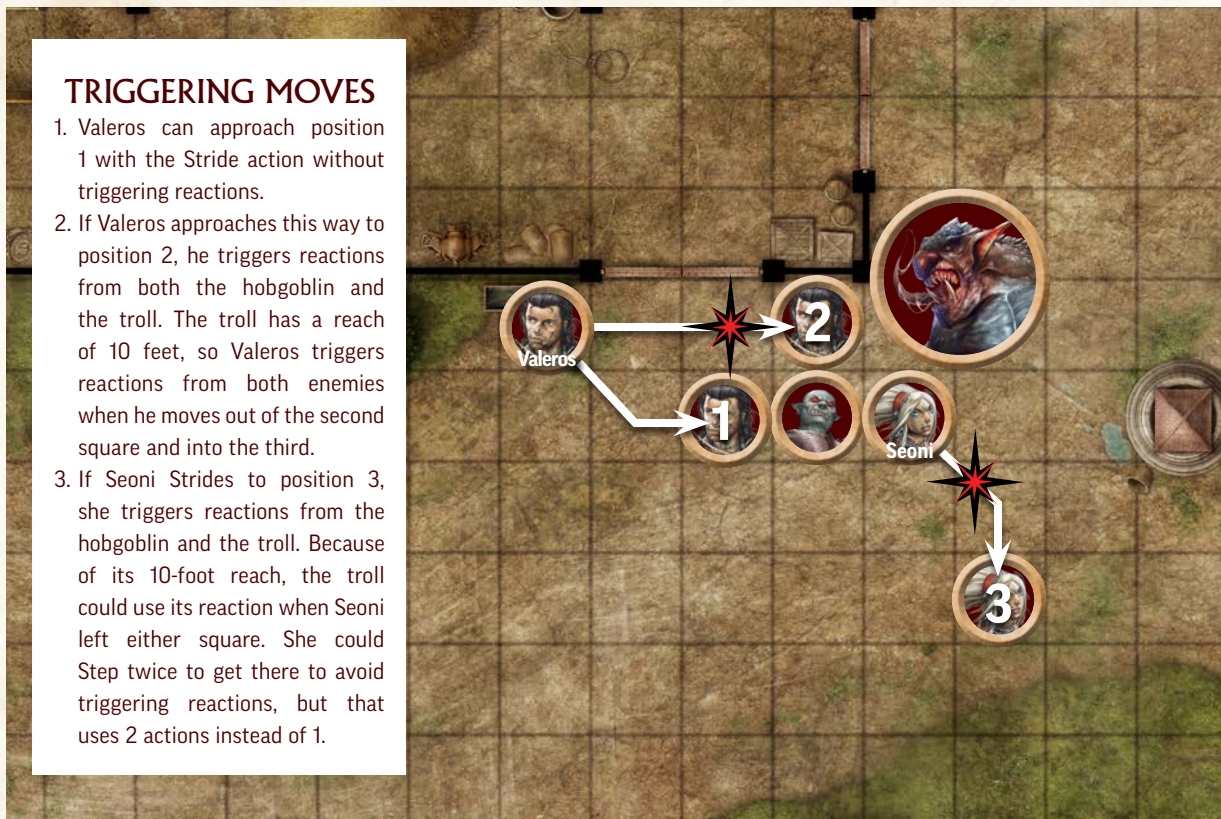 TRIGGERING MOVES
1. Valeros can approach position
1 with the Stride action without
triggering reactions.
2. If Valeros approaches this way to
position 2, he triggers reactions
from both the hobgoblin and
the troll. The troll has a reach
of 10 feet, so Valeros triggers
reactions from both enemies
when he moves out of the second
square and into the third.
3. If Seoni Strides to position 3,
she triggers reactions from the
hobgoblin and the troll. Because
of its 10-foot reach, the troll
could use its reaction when Seoni
left either square. She could
Step twice to get there to avoid
triggering reactions, but that
uses 2 actions instead of 1.
Valeros
2
1
Seoni
3